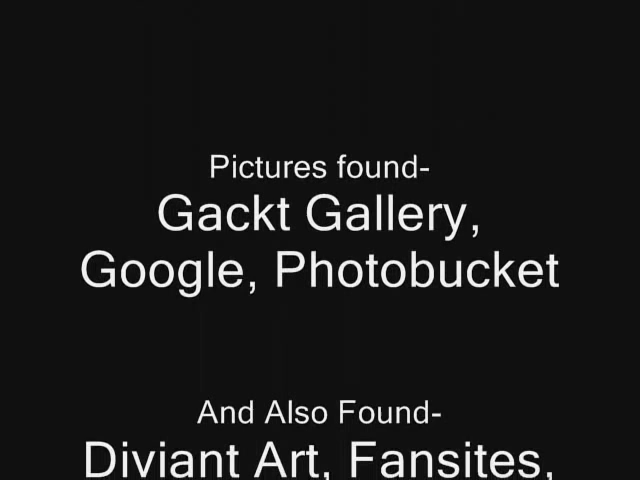 Pictures found-
Gackt Gallery,
Google, Photobucket
And Also Found-
Diviant Art, Fansites,